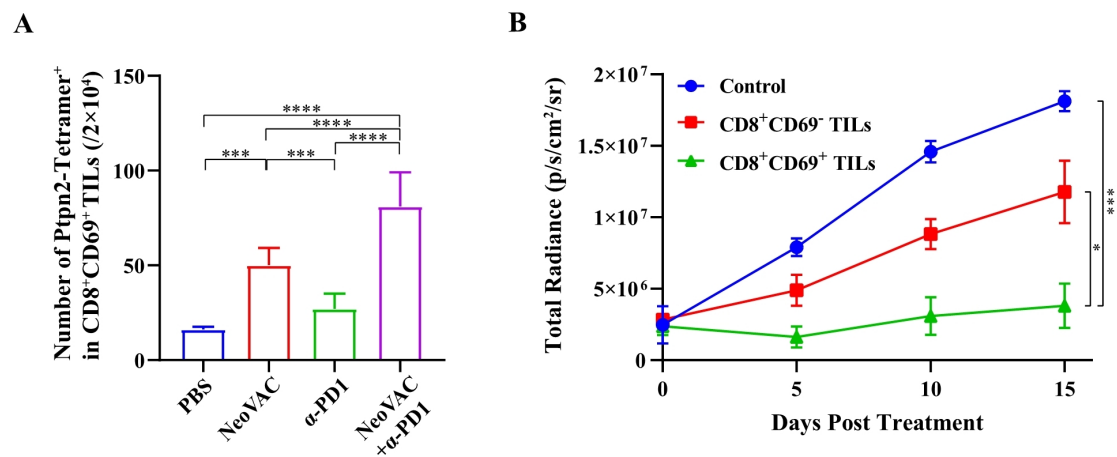 A
Number of Ptpn2-Tetramer⁺
in CD8⁺CD69⁺ TILs (/2×10⁴)
150
100
50
0
****
****
****
***
***
PBS
NeoVAC
α-PD1
NeoVAC
+α-PD1
B
Total Radiance (p/s/cm²/sr)
2×10⁷
1.5×10⁷
1×10⁷
5×10⁶
0
Control
CD8⁺CD69⁻ TILs
CD8⁺CD69⁺ TILs
*
***
0
5
10
15
Days Post Treatment